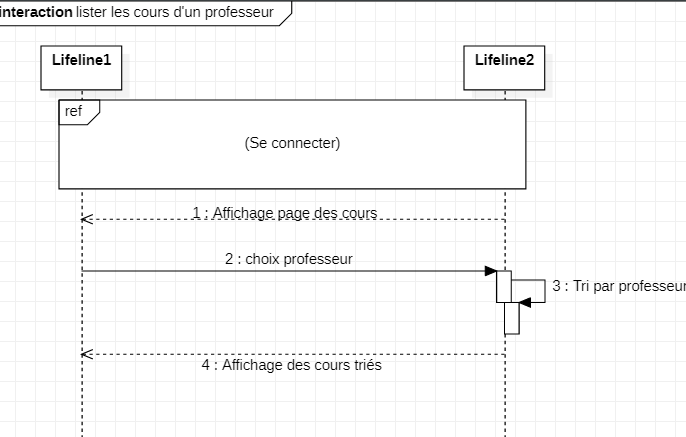 interaction lister les cours d'un professeur
Lifeline1
Lifeline2
ref
(Se connecter)
1 : Affichage page des cours
2 : choix professeur
3 : Tri par professeur
4 : Affichage des cours triés